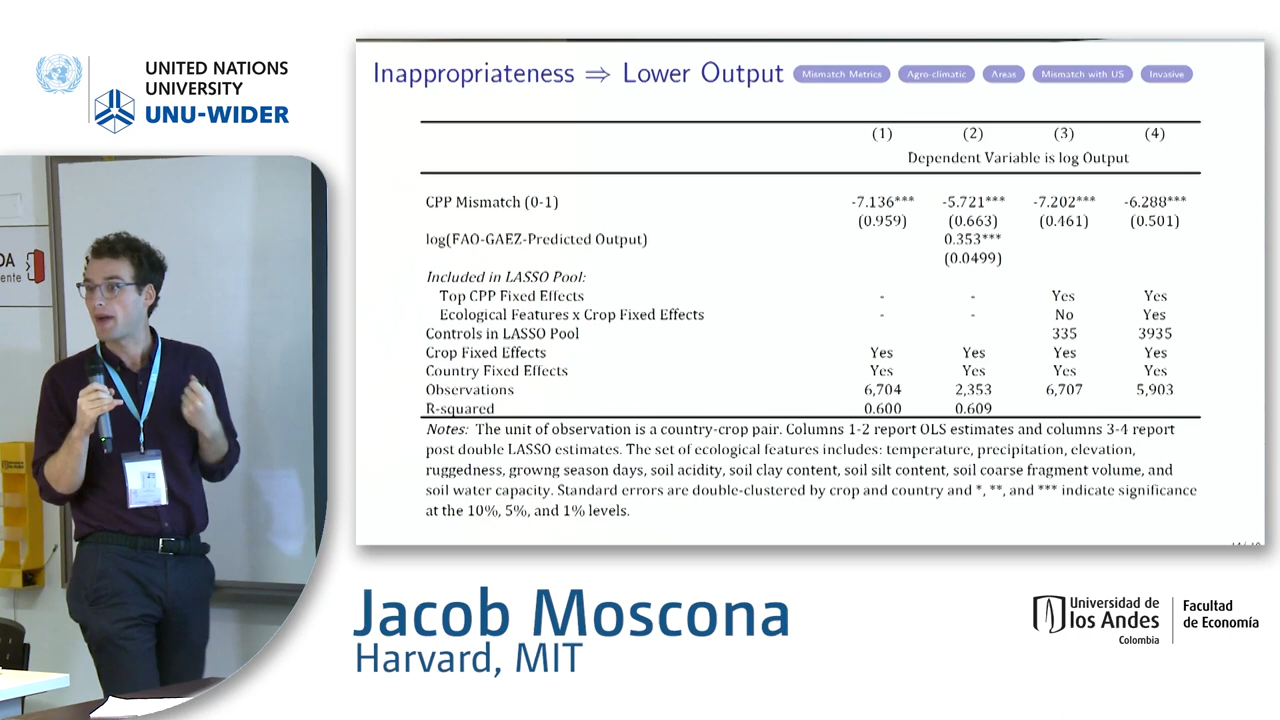 UNITED NATIONS
UNIVERSITY
UNU-WIDER
DA
ente
Inappropriateness ⇒ Lower Output
Mismatch Metrics
Agro-climatic
Areas
Mismatch with US
Invasive
(1) (2) (3) (4)
Dependent Variable is log Output
CPP Mismatch (0-1) -7.136*** -5.721*** -7.202*** -6.288***
(0.959) (0.663) (0.461) (0.501)
log(FAO-GAEZ-Predicted Output) 0.353***
(0.0499)
Included in LASSO Pool:
Top CPP Fixed Effects - - Yes Yes
Ecological Features x Crop Fixed Effects - - No Yes
Controls in LASSO Pool 335 3935
Crop Fixed Effects Yes Yes Yes Yes
Country Fixed Effects Yes Yes Yes Yes
Observations 6,704 2,353 6,707 5,903
R-squared 0.600 0.609
Notes: The unit of observation is a country-crop pair. Columns 1-2 report OLS estimates and columns 3-4 report
post double LASSO estimates. The set of ecological features includes: temperature, precipitation, elevation,
ruggedness, growng season days, soil acidity, soil clay content, soil silt content, soil coarse fragment volume, and
soil water capacity. Standard errors are double-clustered by crop and country and *, **, and *** indicate significance
at the 10%, 5%, and 1% levels.
Jacob Moscona
Harvard, MIT
Universidad de
los Andes
Colombia
Facultad
de Economía